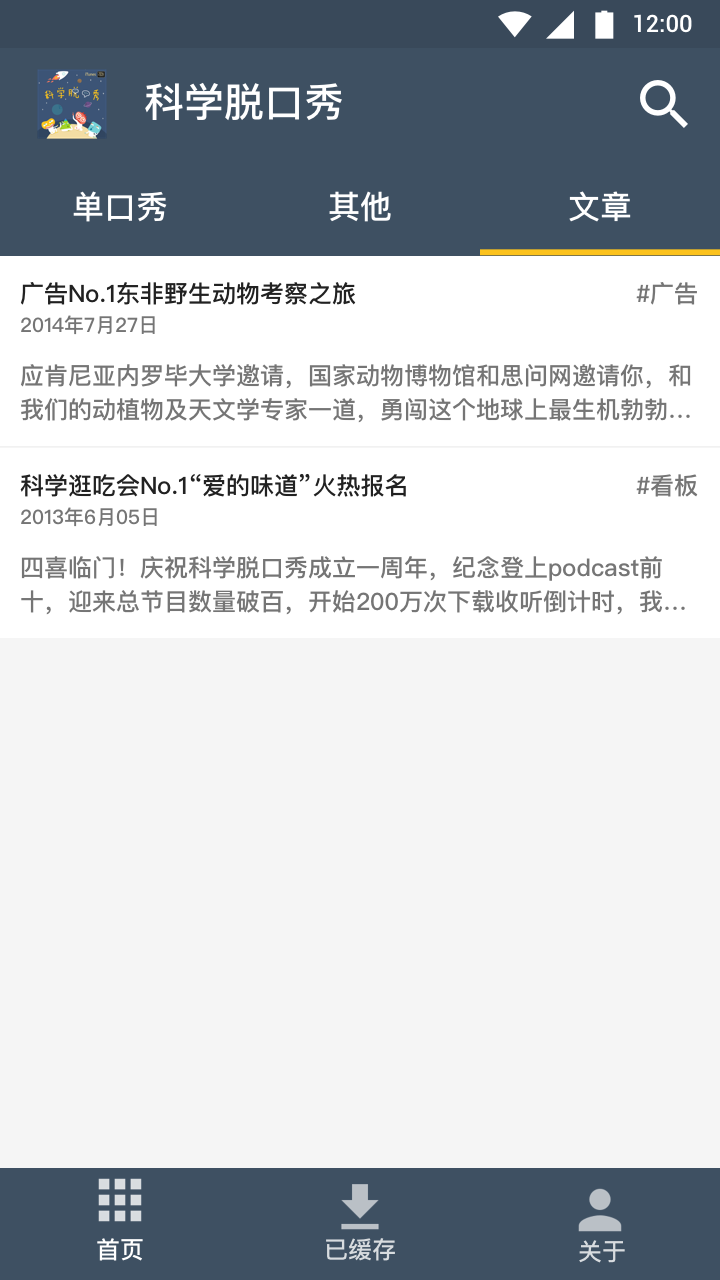 12:00
科学脱口秀
科学脱口秀
单口秀
其他
文章
广告No.1东非野生动物考察之旅
#广告
2014年7月27日
应肯尼亚内罗毕大学邀请，国家动物博物馆和思问网邀请你，和
我们的动植物及天文学专家一道，勇闯这个地球上最生机勃勃...
科学逛吃会No.1“爱的味道”火热报名
#看板
2013年6月05日
四喜临门！庆祝科学脱口秀成立一周年，纪念登上podcast前
十，迎来总节目数量破百，开始200万次下载收听倒计时，我...
首页
已缓存
关于